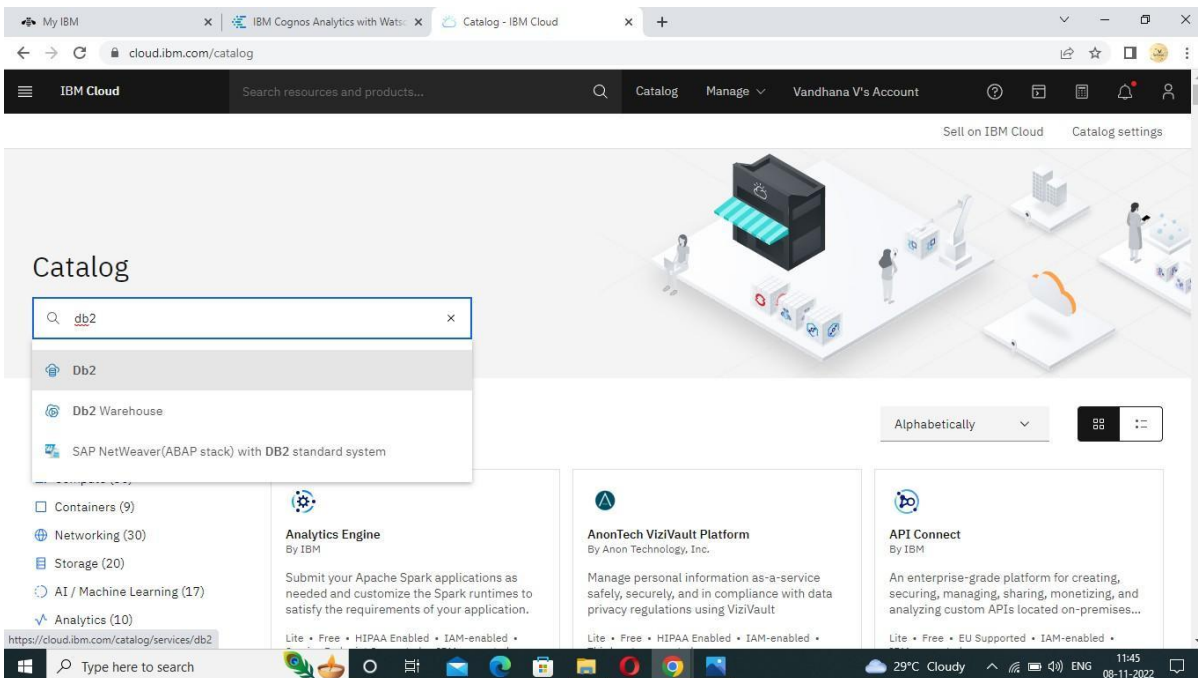 My IBM
IBM Cognos Analytics with Watso
Catalog - IBM Cloud
cloud.ibm.com/catalog
IBM Cloud
Search resources and products...
Catalog
Manage
Vandhana V's Account
Sell on IBM Cloud
Catalog settings
Catalog
db2
Db2
Db2 Warehouse
SAP NetWeaver(ABAP stack) with DB2 standard system
Alphabetically
Containers (9)
Networking (30)
Storage (20)
AI / Machine Learning (17)
Analytics (10)
Analytics Engine
By IBM
Submit your Apache Spark applications as
needed and customize the Spark runtimes to
satisfy the requirements of your application.
Lite • Free • HIPAA Enabled • IAM-enabled •
AnonTech ViziVault Platform
By Anon Technology, Inc.
Manage personal information as-a-service
safely, securely, and in compliance with data
privacy regulations using ViziVault
Lite • Free • HIPAA Enabled • IAM-enabled •
API Connect
By IBM
An enterprise-grade platform for creating,
securing, managing, sharing, monetizing, and
analyzing custom APIs located on-premises...
Lite • Free • EU Supported • IAM-enabled •
https://cloud.ibm.com/catalog/services/db2
Type here to search
29°C Cloudy
ENG
11:45
08-11-2022